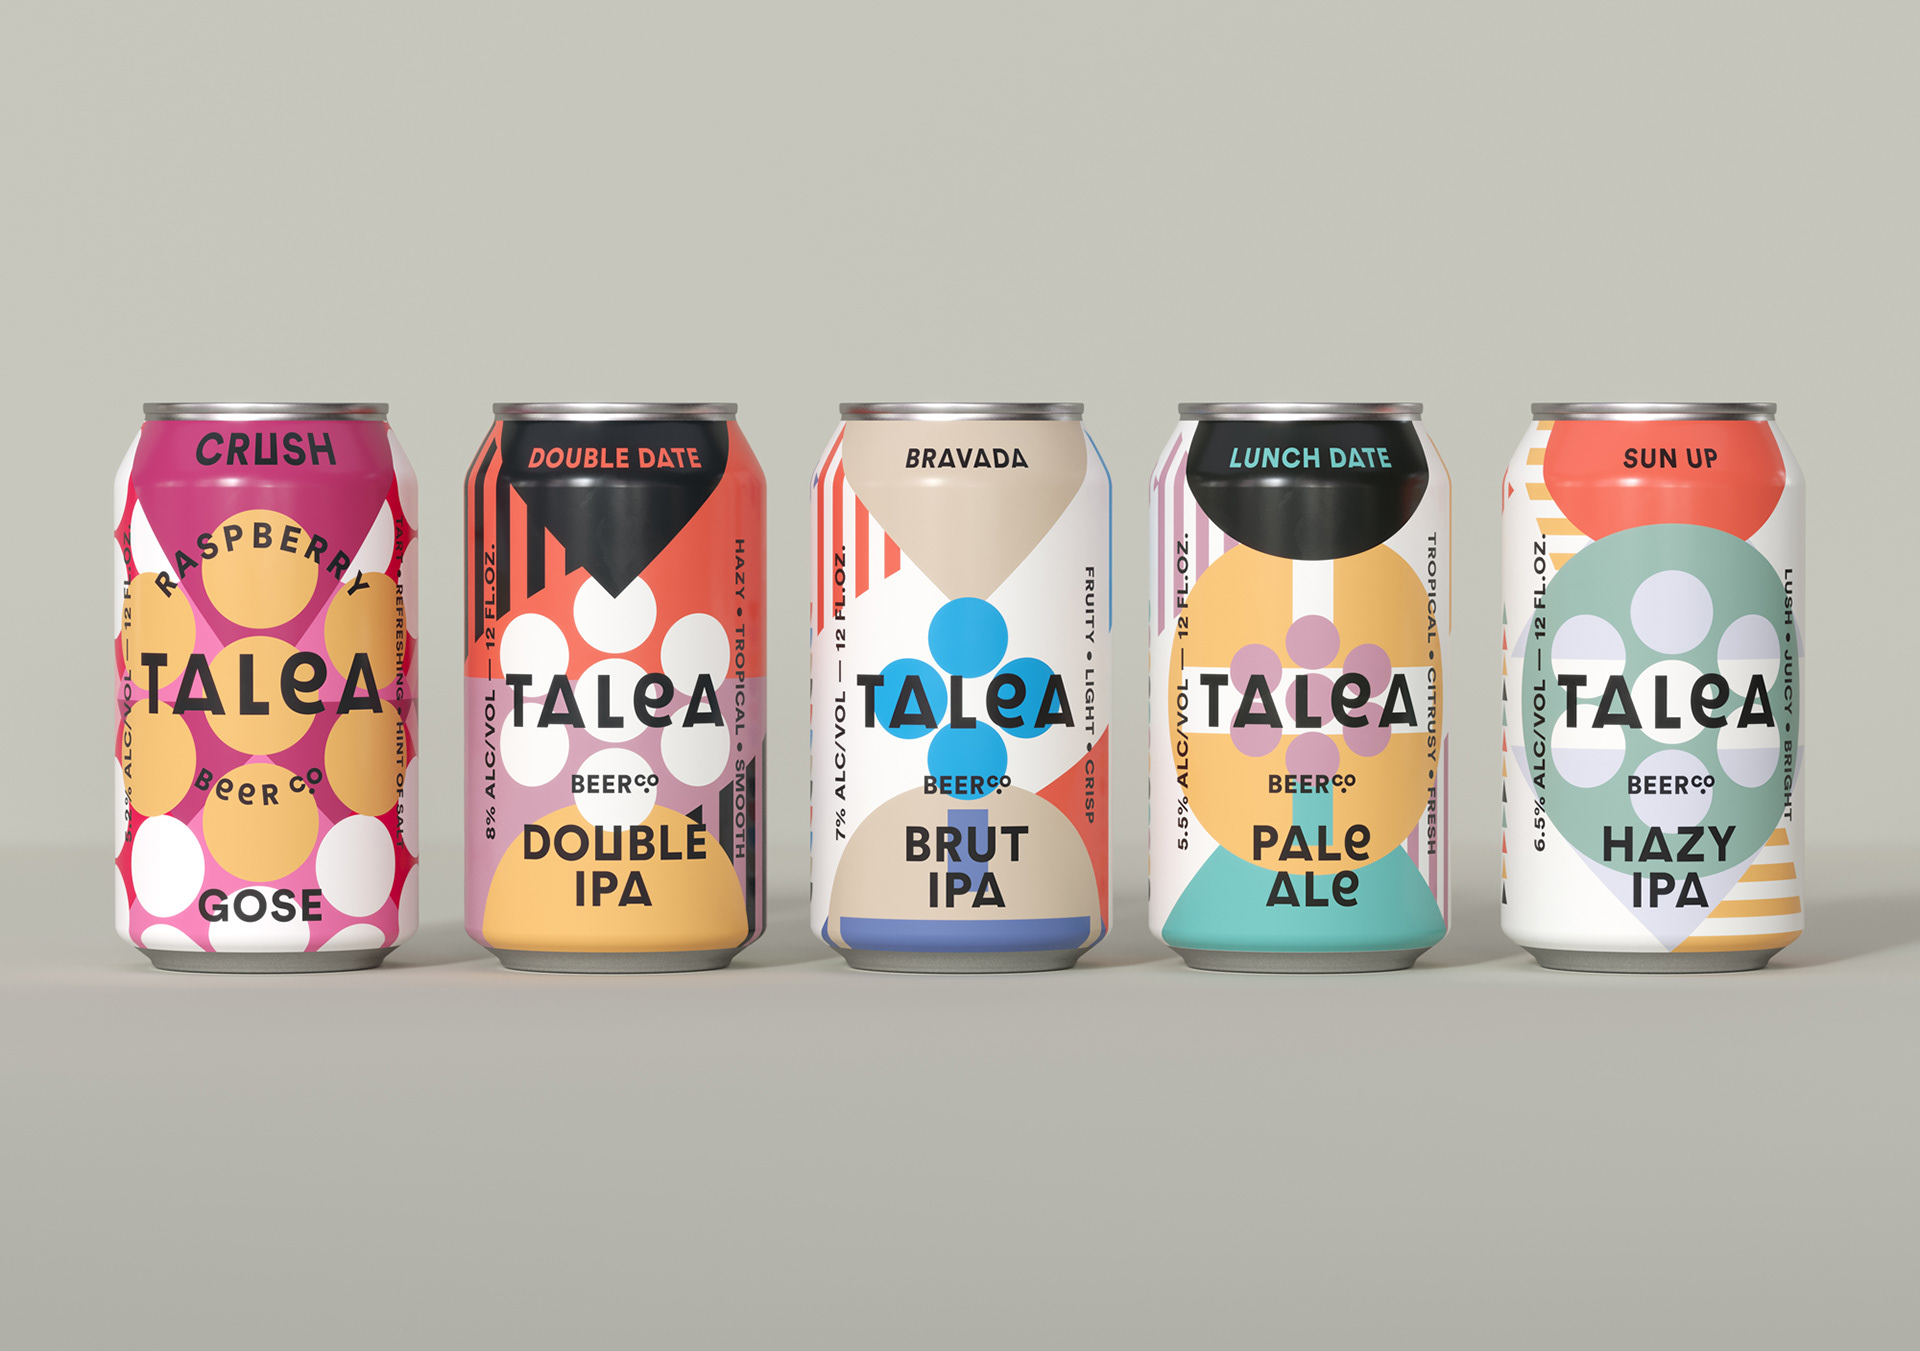 CRUSH
RASPBERRY
TALEA
BEER CO.
GOSE
5.2% ALC/VOL — 12 FL.OZ.
TART • REFRESHING • HINT OF SALT
DOUBLE DATE
TALEA
BEER CO.
DOUBLE
IPA
8% ALC/VOL — 12 FL.OZ.
HAZY • TROPICAL • SMOOTH
BRAVADA
TALEA
BEER CO.
BRUT
IPA
7% ALC/VOL — 12 FL.OZ.
FRUITY • LIGHT • CRISP
LUNCH DATE
TALEA
BEER CO.
PALE
ALE
5.5% ALC/VOL — 12 FL.OZ.
TROPICAL • CITRUSY • FRESH
SUN UP
TALEA
BEER CO.
HAZY
IPA
6.5% ALC/VOL — 12 FL.OZ.
LUSH • JUICY • BRIGHT